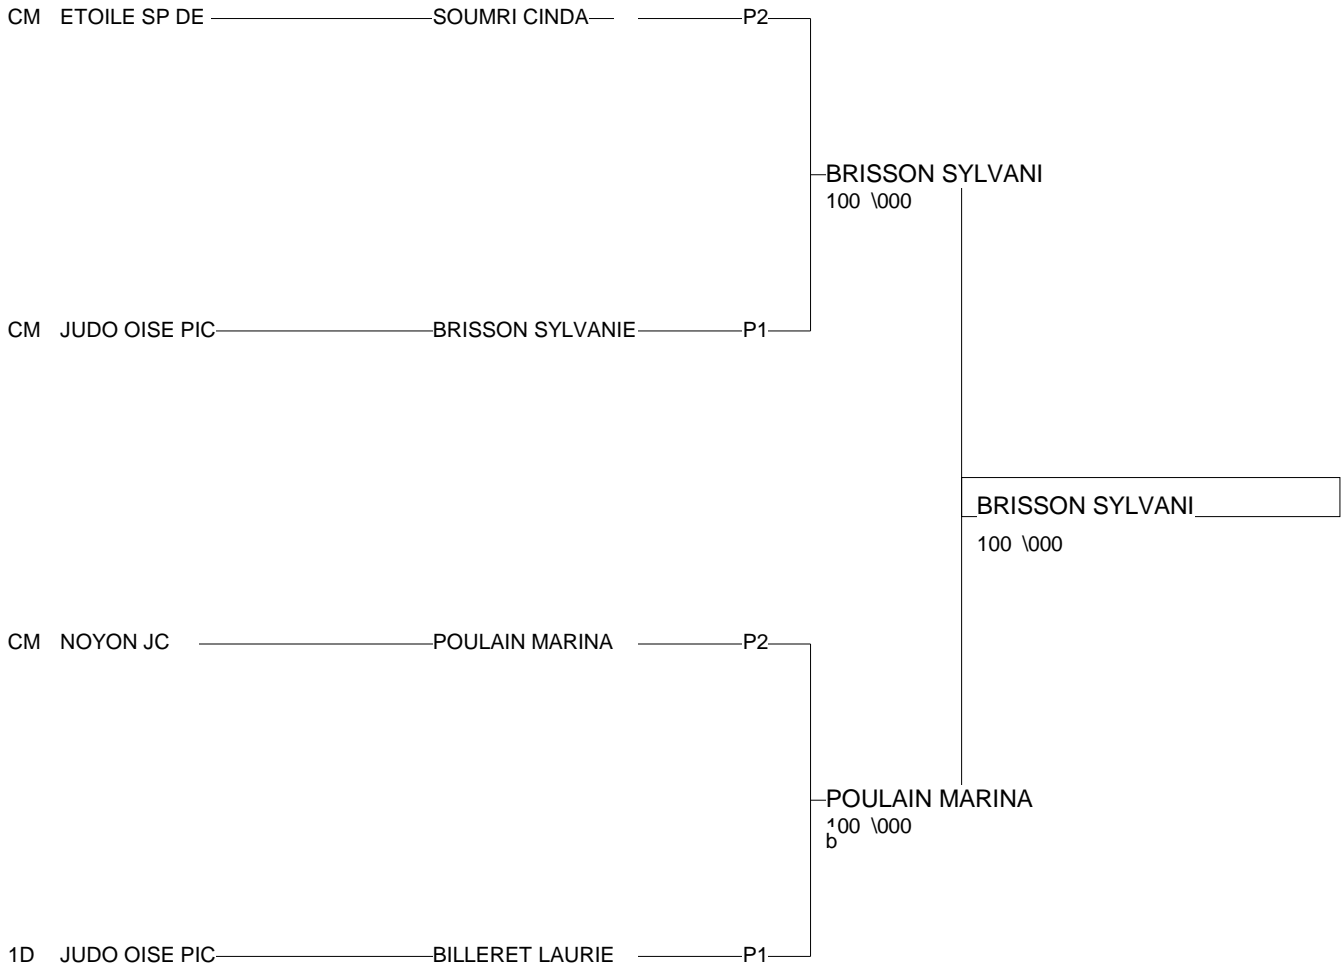 CM ETOILE SP DE SOUMRI CINDA P2
BRISSON SYLVANI
100 \000
CM JUDO OISE PIC BRISSON SYLVANIE P1
BRISSON SYLVANI
100 \000
CM NOYON JC POULAIN MARINA P2
POULAIN MARINA
100 \000
b
1D JUDO OISE PIC BILLERET LAURIE P1